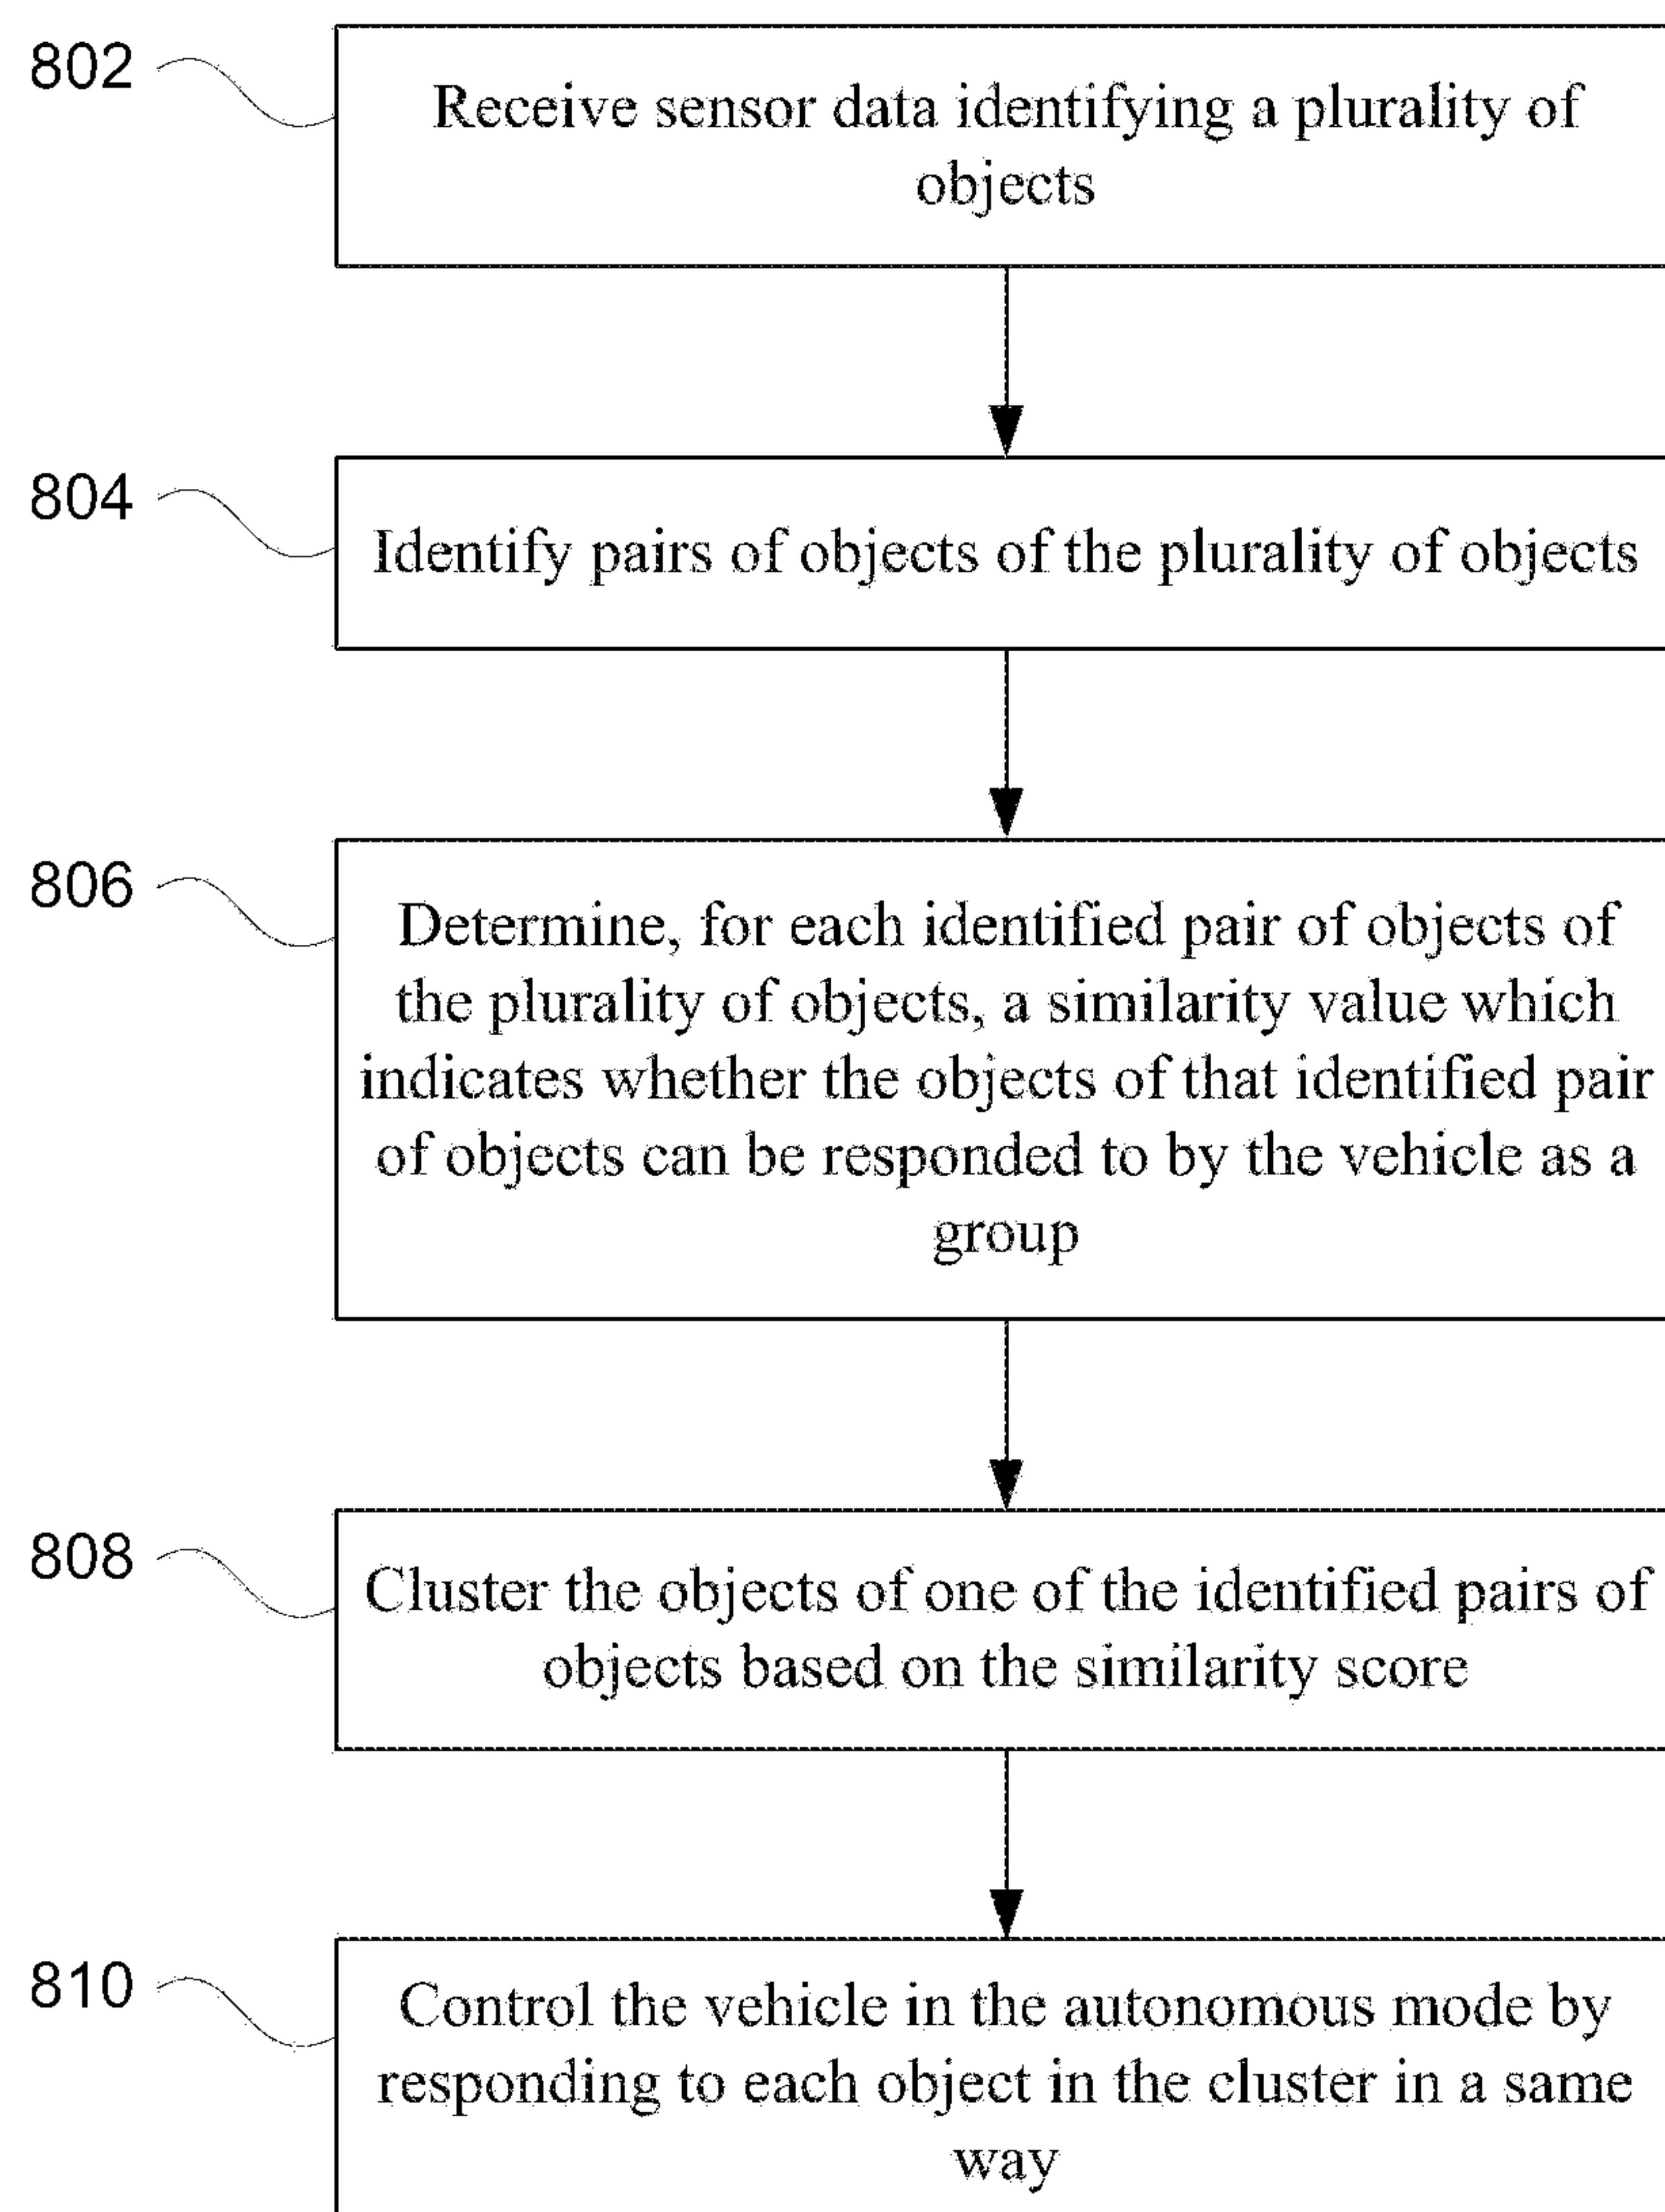 802
Receive sensor data identifying a plurality of
objects
804
Identify pairs of objects of the plurality of objects
806
Determine, for each identified pair of objects of
the plurality of objects, a similarity value which
indicates whether the objects of that identified pair
of objects can be responded to by the vehicle as a
group
808
Cluster the objects of one of the identified pairs of
objects based on the similarity score
810
Control the vehicle in the autonomous mode by
responding to each object in the cluster in a same
way